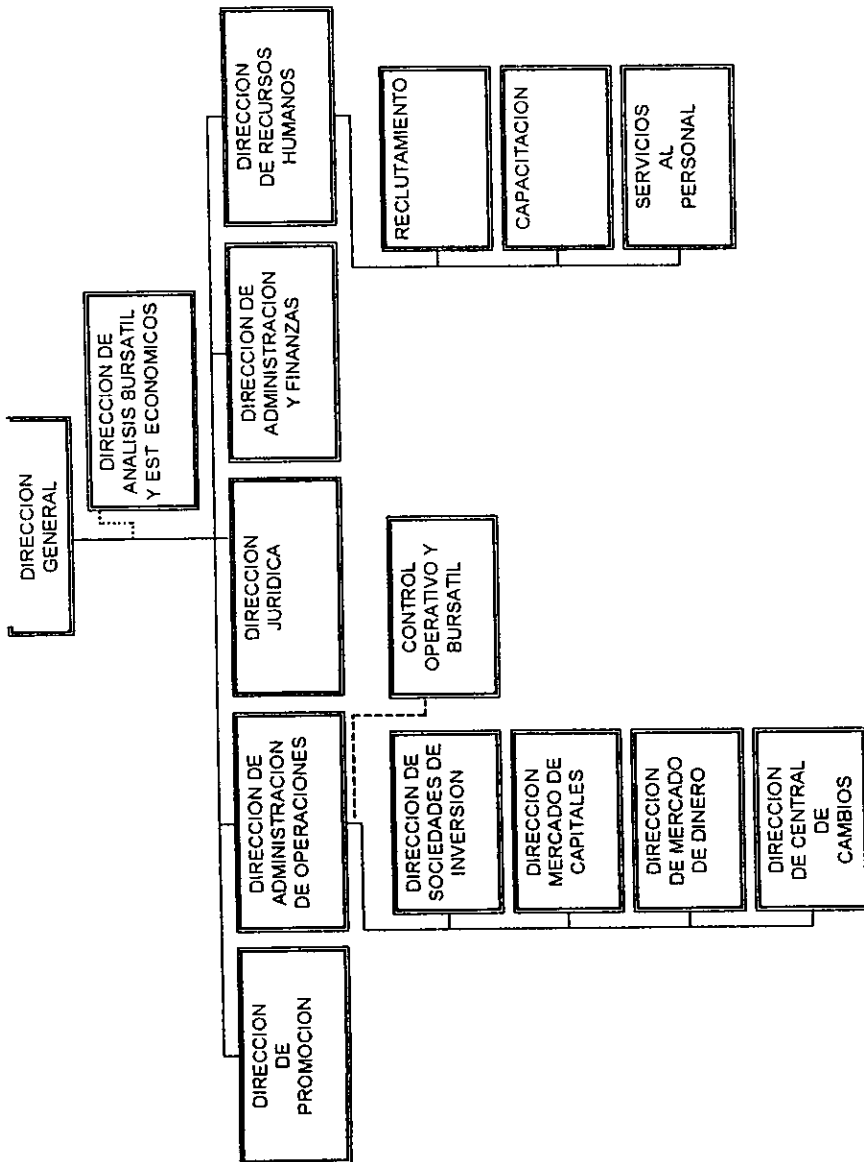 DIRECCION
GENERAL
DIRECCION DE
ANALISIS BURSATIL
Y EST ECONOMICOS
DIRECCION
DE
PROMOCION
DIRECCION DE
ADMINISTRACION
DE OPERACIONES
DIRECCION
JURIDICA
DIRECCION DE
ADMINISTRACION
Y FINANZAS
DIRECCION
DE RECURSOS
HUMANOS
CONTROL
OPERATIVO Y
BURSATIL
DIRECCION DE
SOCIEDADES DE
INVERSION
DIRECCION
MERCADO DE
CAPITALES
DIRECCION
DE MERCADO
DE DINERO
DIRECCION
DE CENTRAL
DE
CAMBIOS
RECLUTAMIENTO
CAPACITACION
SERVICIOS
AL
PERSONAL